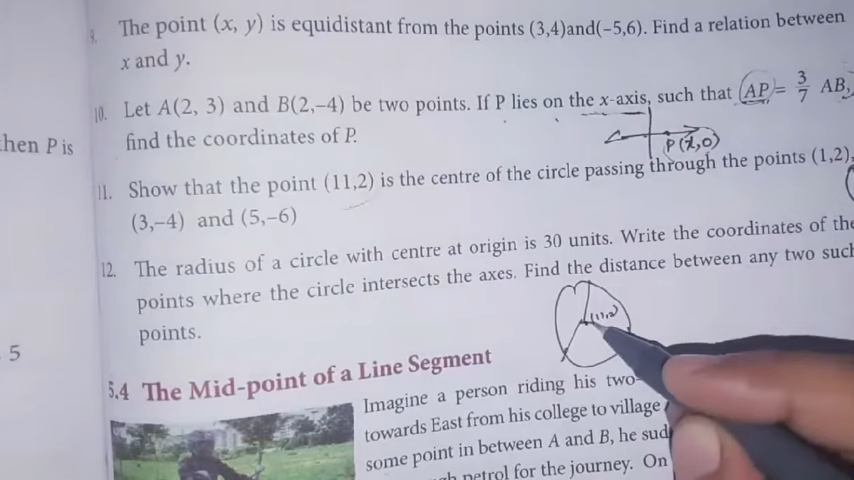 9. The point (x, y) is equidistant from the points (3,4)and(−5,6). Find a relation between
x and y.
10. Let A(2, 3) and B(2,−4) be two points. If P lies on the x-axis, such that AP = 3/7 AB,
hen P is
find the coordinates of P.
P(x,0)
11. Show that the point (11,2) is the centre of the circle passing through the points (1,2),
(3,−4) and (5,−6)
12. The radius of a circle with centre at origin is 30 units. Write the coordinates of the
points where the circle intersects the axes. Find the distance between any two such
points.
(11,2)
5
5.4 The Mid-point of a Line Segment
Imagine a person riding his two-
towards East from his college to village
some point in between A and B, he sud
petrol for the journey. On